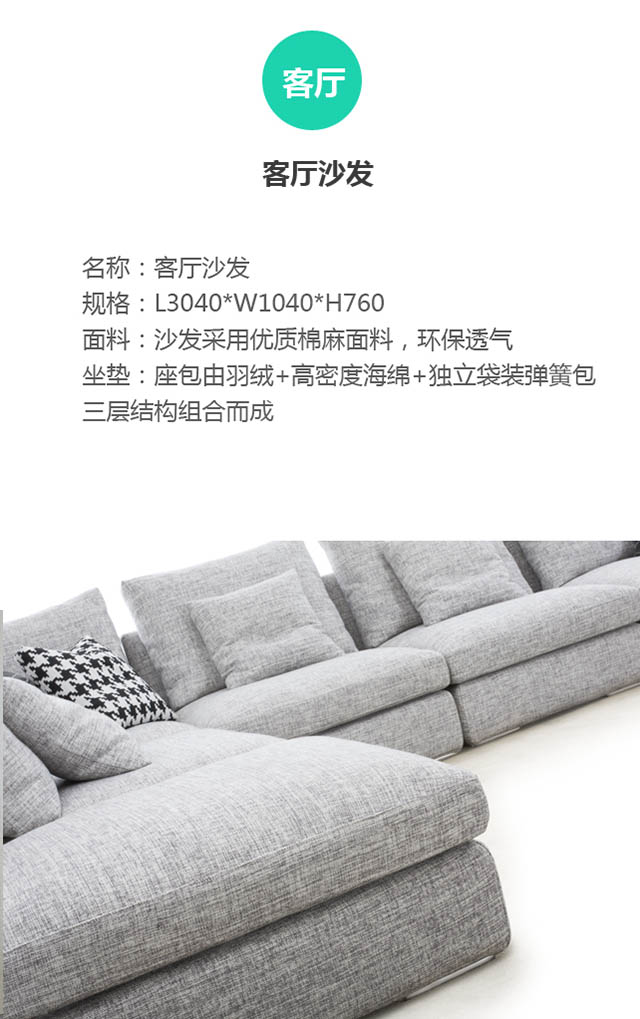 客厅
客厅沙发
名称：客厅沙发
规格：L3040*W1040*H760
面料：沙发采用优质棉麻面料，环保透气
坐垫：座包由羽绒+高密度海绵+独立袋装弹簧包
三层结构组合而成